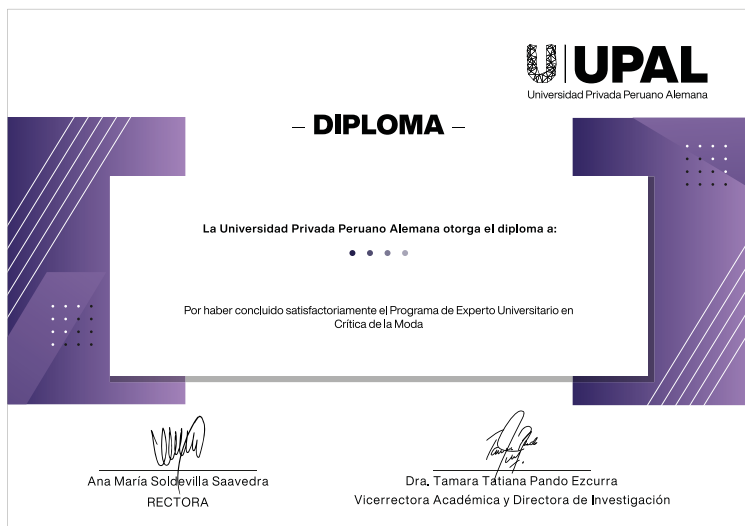 UPAL
Universidad Privada Peruano Alemana
– DIPLOMA –
La Universidad Privada Peruano Alemana otorga el diploma a:
Por haber concluido satisfactoriamente el Programa de Experto Universitario en
Crítica de la Moda
Ana María Soldevilla Saavedra
RECTORA
Dra. Tamara Tatiana Pando Ezcurra
Vicerrectora Académica y Directora de Investigación